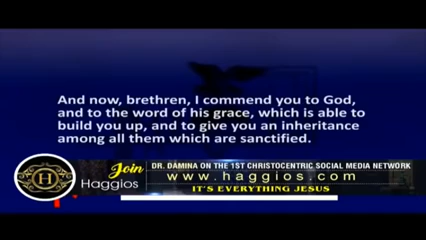 And now, brethren, I commend you to God,
and to the word of his grace, which is able to
build you up, and to give you an inheritance
among all them which are sanctified.
H
Join
Haggios
DR. DAMINA ON THE 1ST CHRISTOCENTRIC SOCIAL MEDIA NETWORK
www.haggios.com
IT'S EVERYTHING JESUS